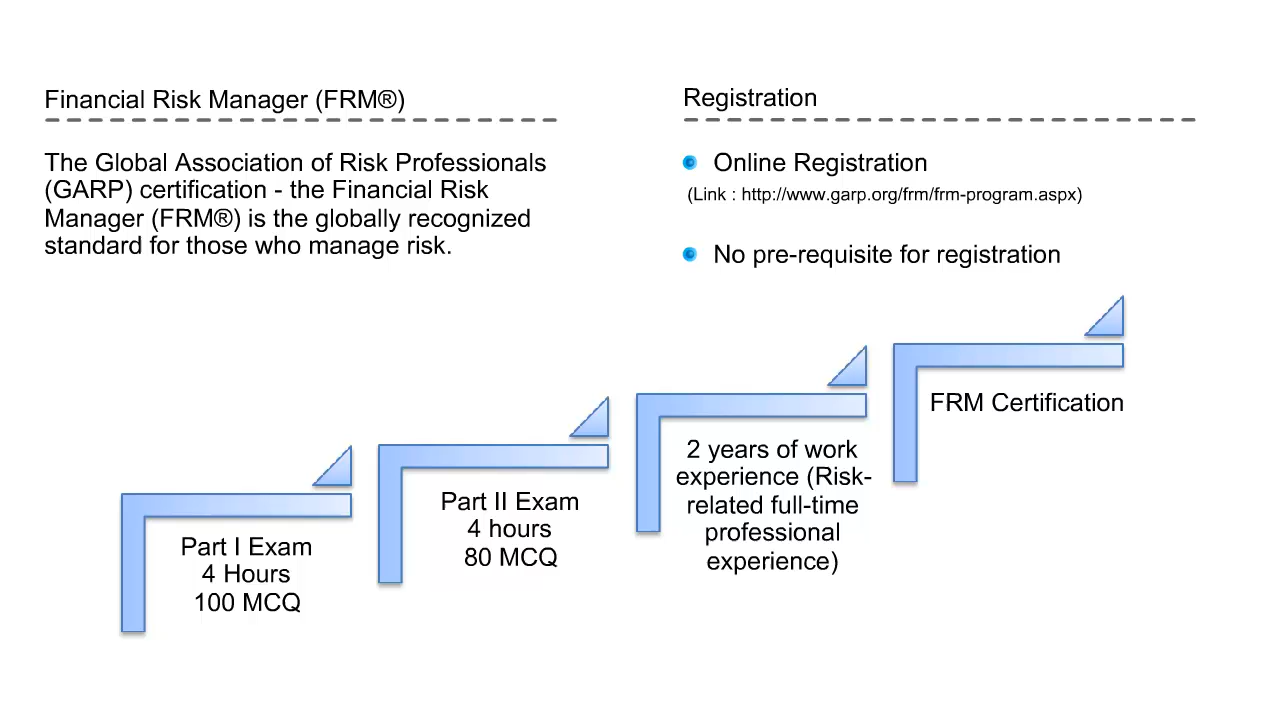 Financial Risk Manager (FRM®)
The Global Association of Risk Professionals
(GARP) certification - the Financial Risk
Manager (FRM®) is the globally recognized
standard for those who manage risk.
Registration
Online Registration
(Link : http://www.garp.org/frm/frm-program.aspx)
No pre-requisite for registration
Part I Exam
4 Hours
100 MCQ
Part II Exam
4 hours
80 MCQ
2 years of work
experience (Risk-
related full-time
professional
experience)
FRM Certification